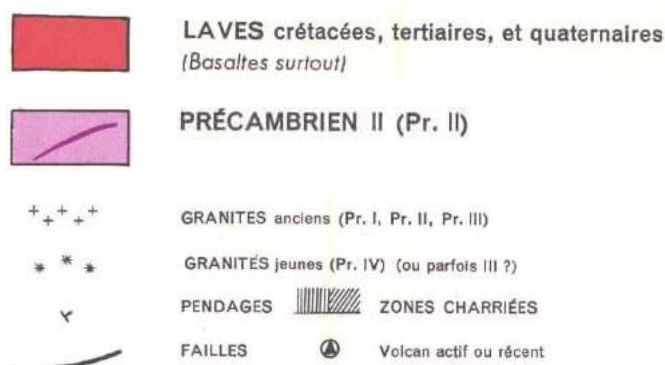 LAVES crétacées, tertiaires, et quaternaires
(Basaltes surtout)
PRÉCAMBRIEN II (Pr. II)
GRANITES anciens (Pr. I, Pr. II, Pr. III)
GRANITÉS jeunes (Pr. IV) (ou parfois III ?)
PENDAGES ZONES CHARRIÉES
FAILLES Volcan actif ou récent